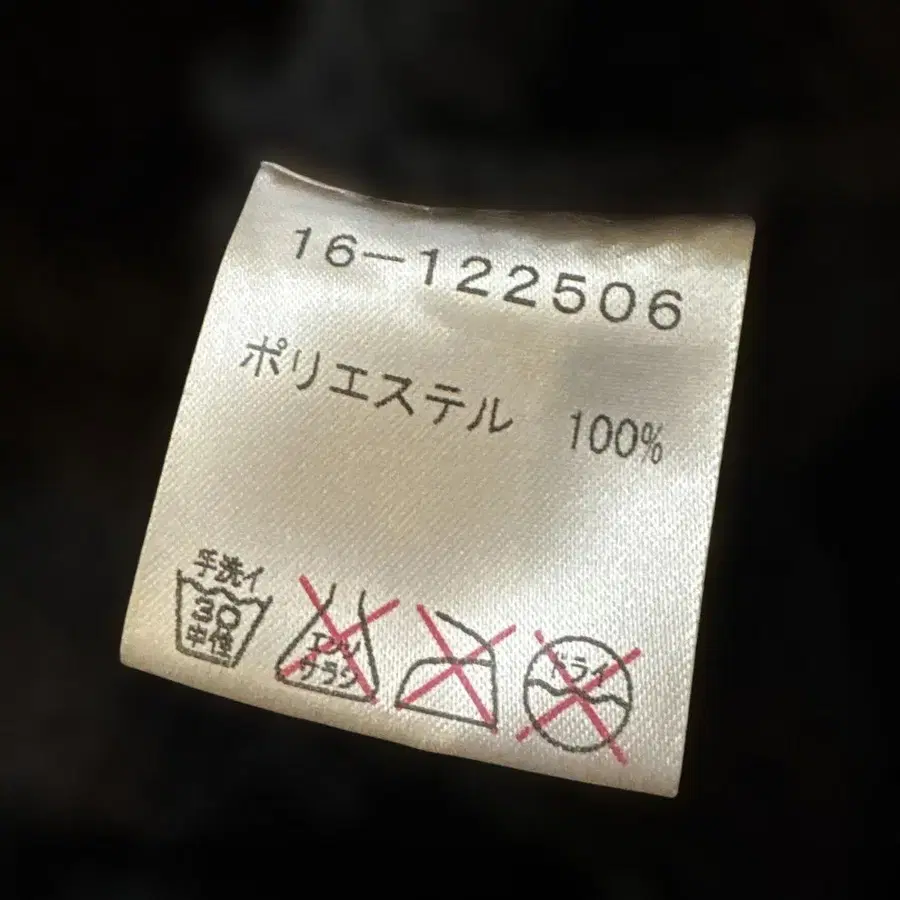 16-122506
ポリエステル 100%
手洗イ
30
中性
エンソ
サラシ
ドライ